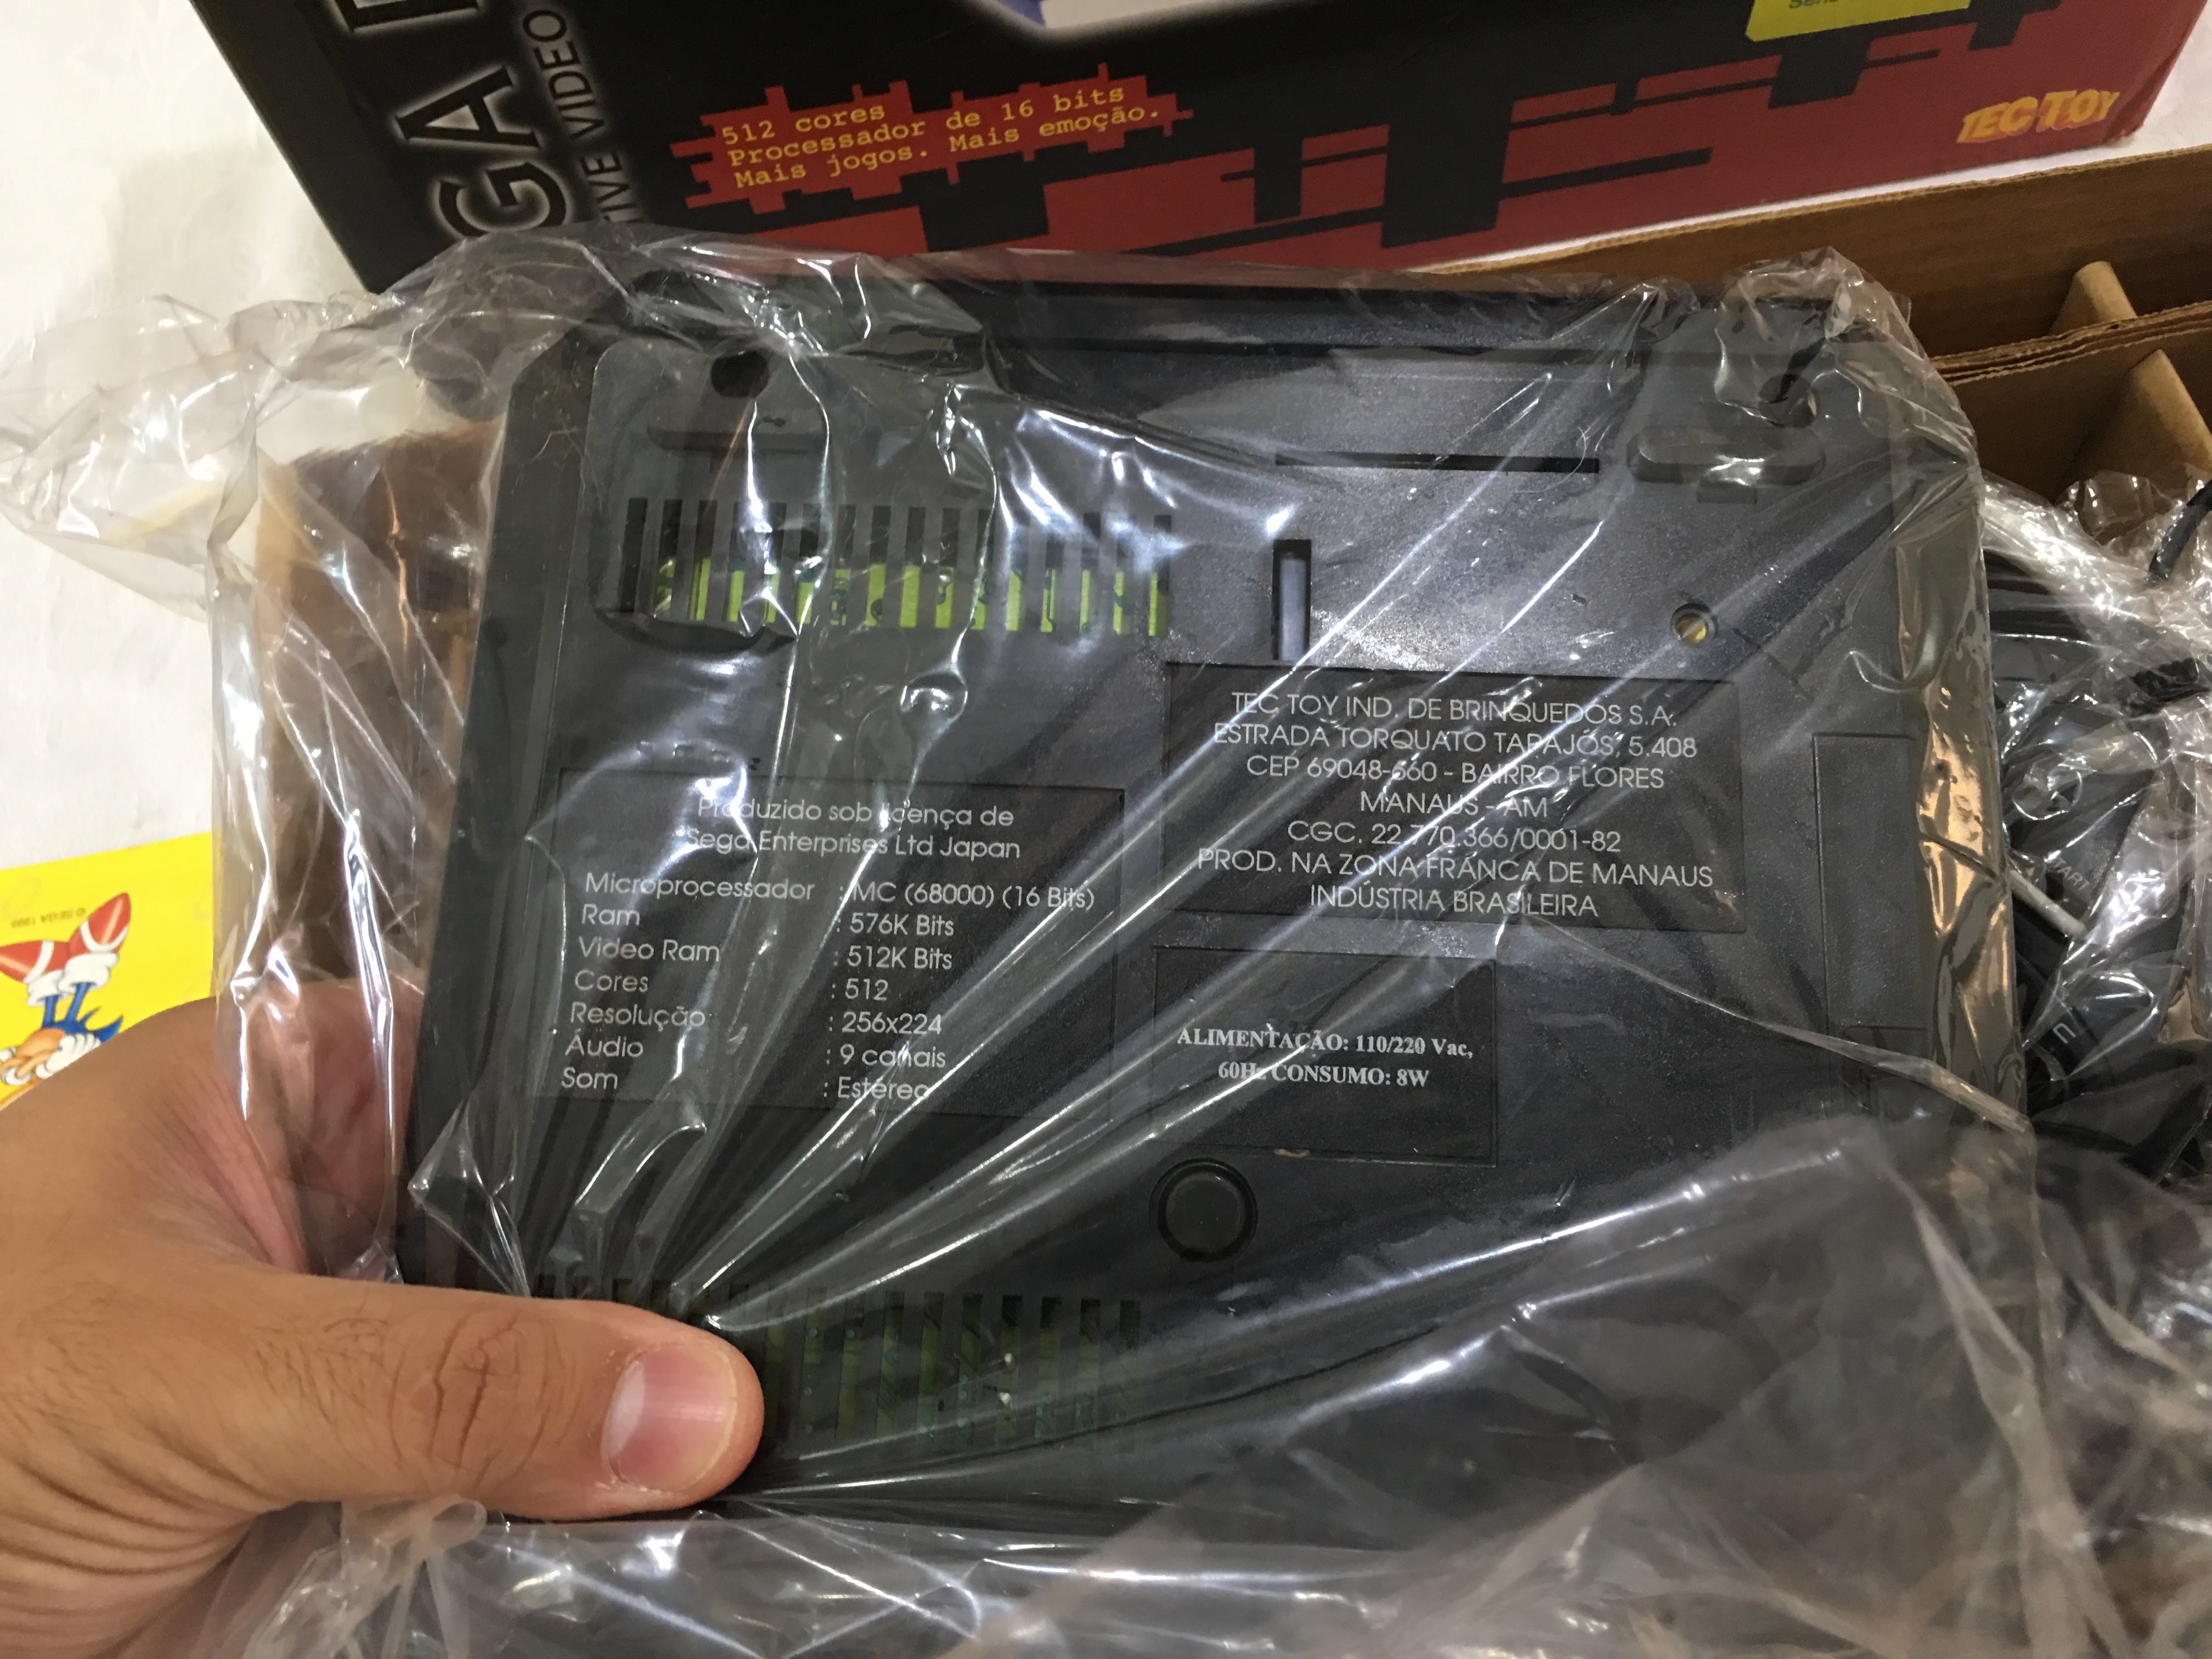 GA
TIVE VIDEO
512 cores
Processador de 16 bits
Mais jogos. Mais emoção.
TEC TOY
TEC TOY IND. DE BRINQUEDOS S.A.
ESTRADA TORQUATO TAPAJÓS, 5.408
CEP 69048-660 - BAIRRO FLORES
MANAUS - AM
CGC. 22.770.366/0001-82
PROD. NA ZONA FRANCA DE MANAUS
INDÚSTRIA BRASILEIRA
Produzido sob licença de
Sega Enterprises Ltd Japan
Microprocessador : MC (68000) (16 Bits)
Ram : 576K Bits
Video Ram : 512K Bits
Cores : 512
Resolução : 256x224
Áudio : 9 canais
Som : Estéreo
ALIMENTAÇÃO: 110/220 Vac,
60Hz CONSUMO: 8W